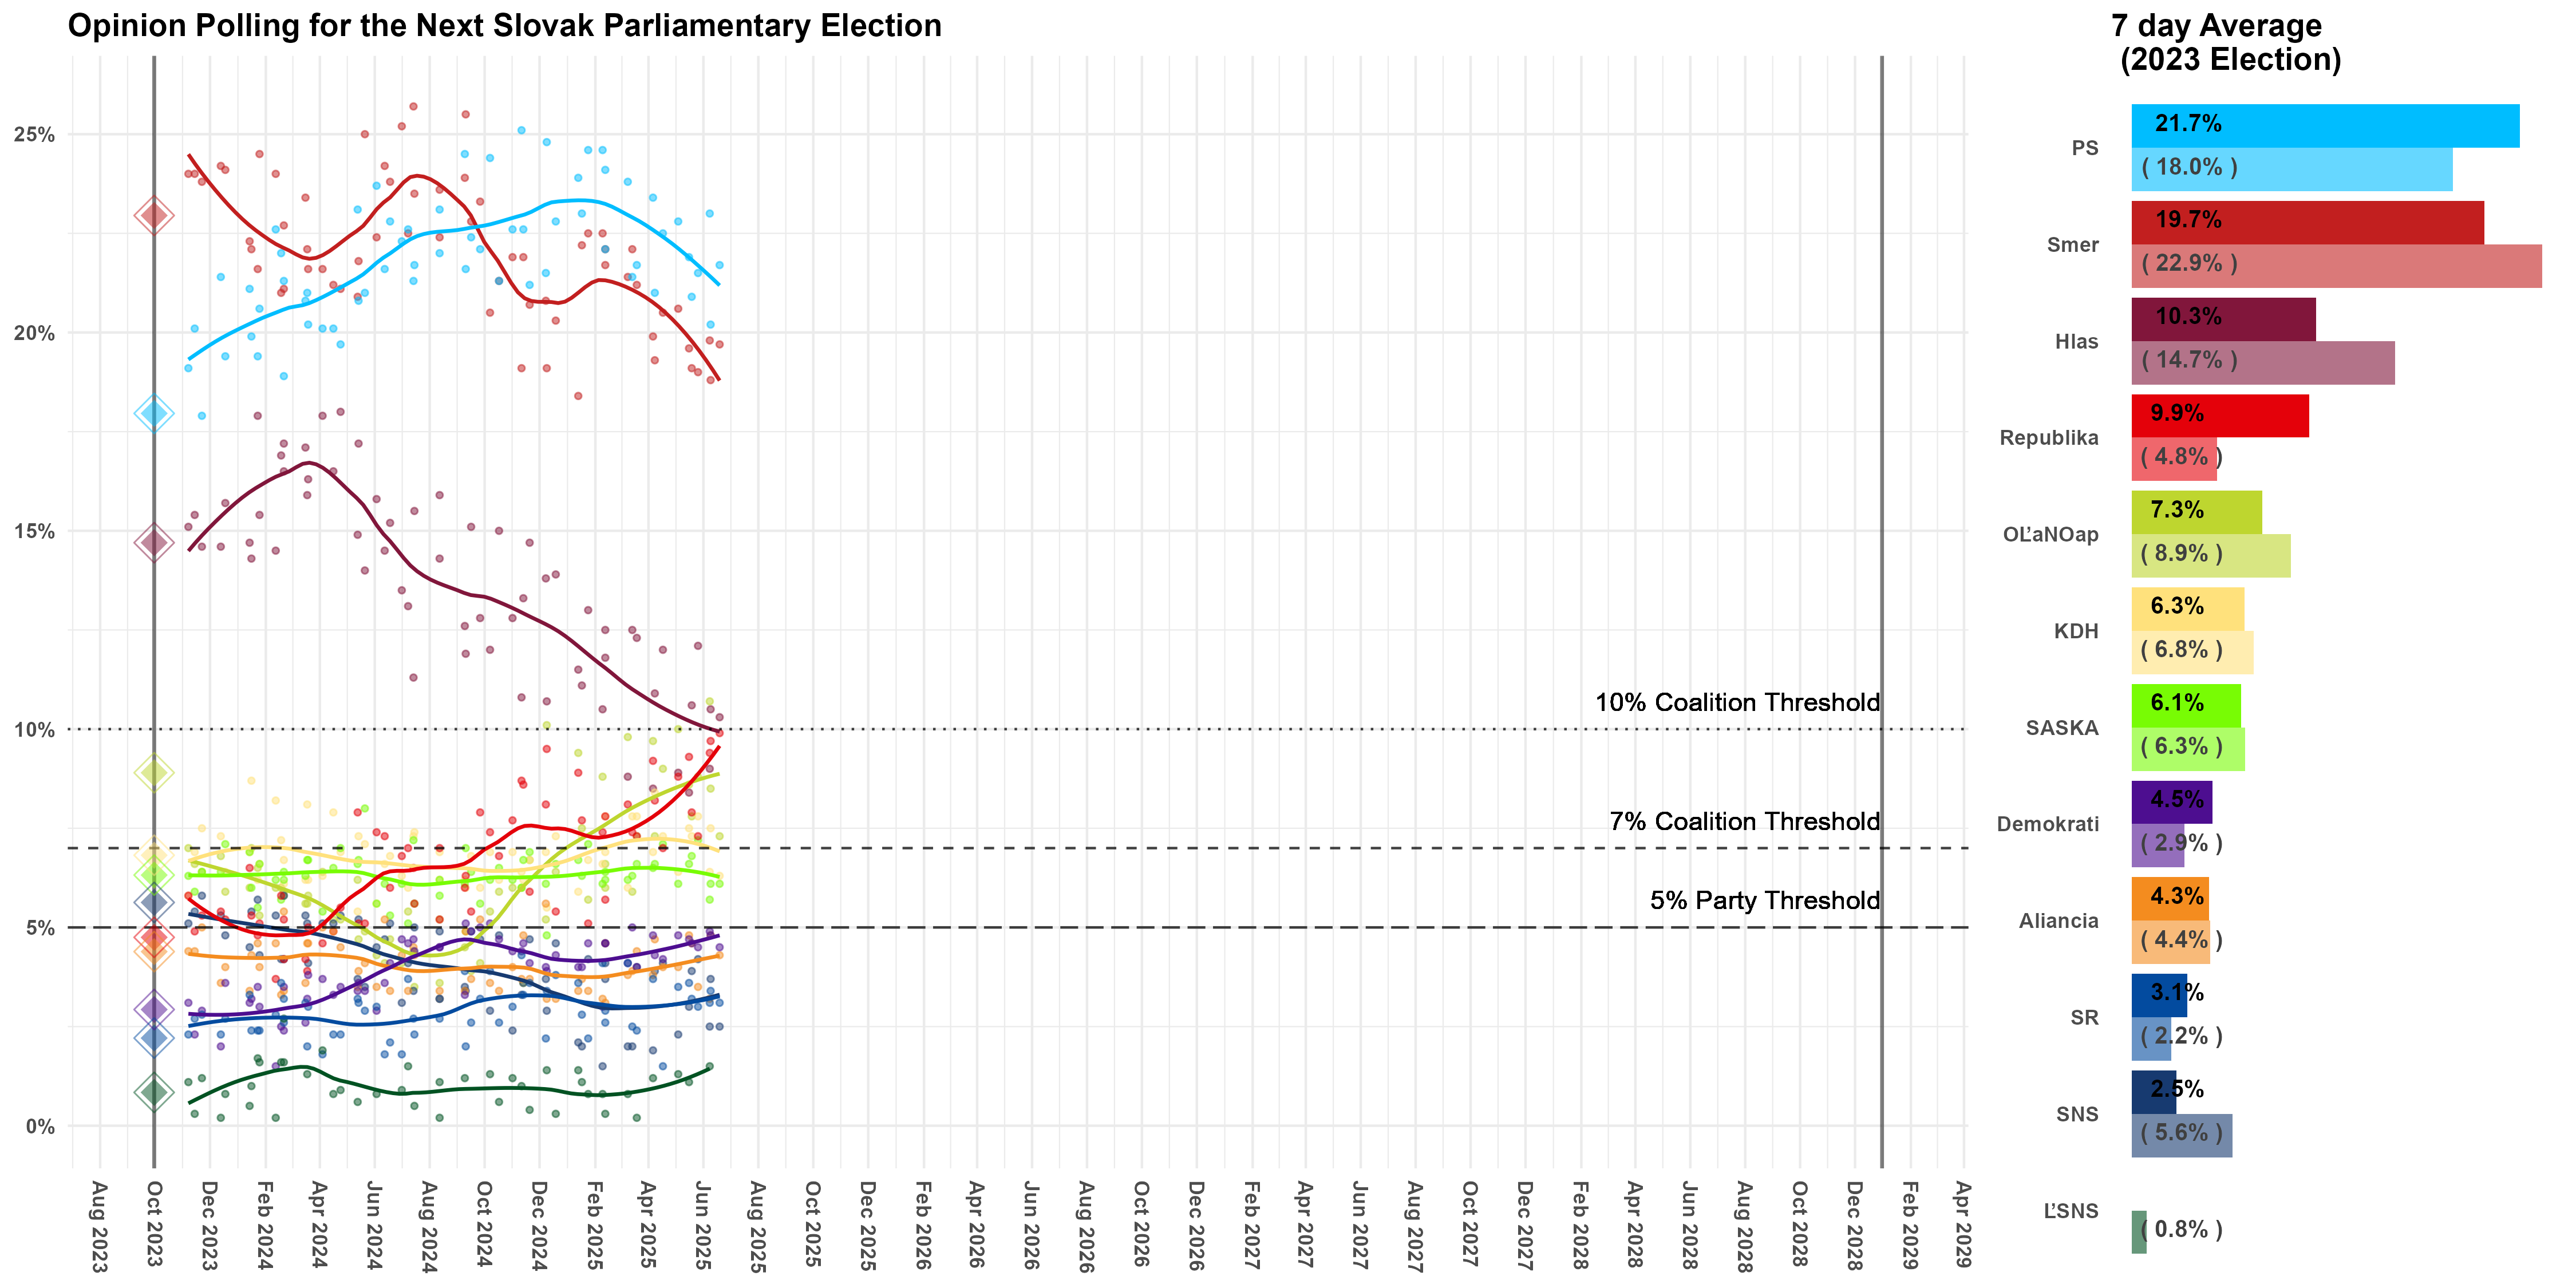 Opinion Polling for the Next Slovak Parliamentary Election
7 day Average
(2023 Election)
25%
20%
15%
10%
5%
0%
10% Coalition Threshold
7% Coalition Threshold
5% Party Threshold
Aug 2023
Oct 2023
Dec 2023
Feb 2024
Apr 2024
Jun 2024
Aug 2024
Oct 2024
Dec 2024
Feb 2025
Apr 2025
Jun 2025
Aug 2025
Oct 2025
Dec 2025
Feb 2026
Apr 2026
Jun 2026
Aug 2026
Oct 2026
Dec 2026
Feb 2027
Apr 2027
Jun 2027
Aug 2027
Oct 2027
Dec 2027
Feb 2028
Apr 2028
Jun 2028
Aug 2028
Oct 2028
Dec 2028
Feb 2029
Apr 2029
PS
21.7%
( 18.0% )
Smer
19.7%
( 22.9% )
Hlas
10.3%
( 14.7% )
Republika
9.9%
( 4.8% )
OĽaNOap
7.3%
( 8.9% )
KDH
6.3%
( 6.8% )
SASKA
6.1%
( 6.3% )
Demokrati
4.5%
( 2.9% )
Aliancia
4.3%
( 4.4% )
SR
3.1%
( 2.2% )
SNS
2.5%
( 5.6% )
ĽSNS
( 0.8% )